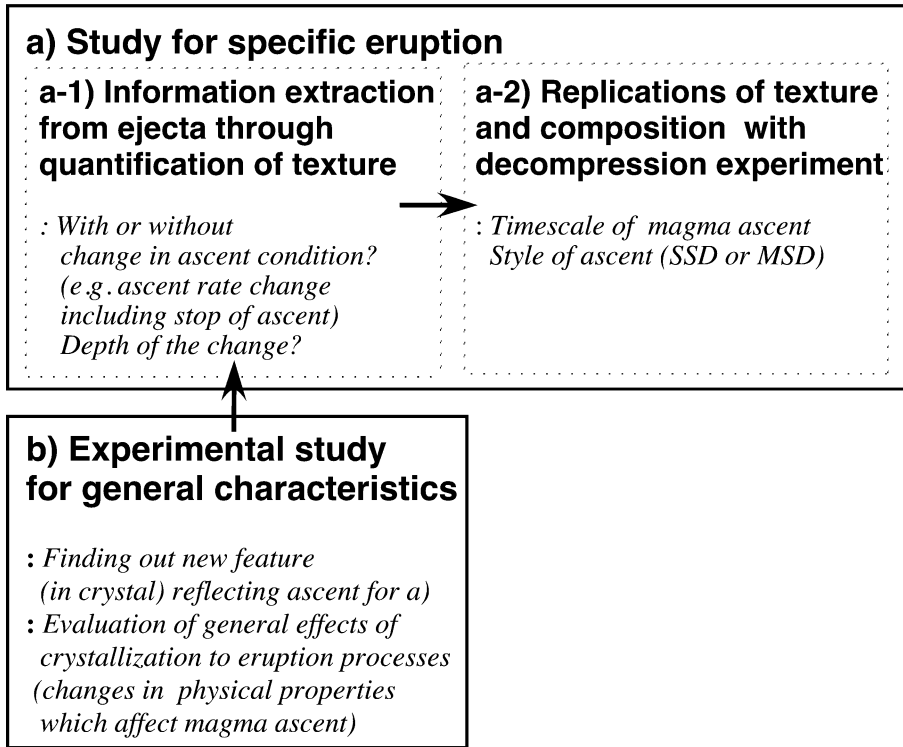 a) Study for specific eruption
a-1) Information extraction
from ejecta through
quantification of texture
: With or without
change in ascent condition?
(e.g. ascent rate change
including stop of ascent)
Depth of the change?
a-2) Replications of texture
and composition with
decompression experiment
: Timescale of magma ascent
Style of ascent (SSD or MSD)
b) Experimental study
for general characteristics
: Finding out new feature
(in crystal) reflecting ascent for a)
: Evaluation of general effects of
crystallization to eruption processes
(changes in physical properties
which affect magma ascent)